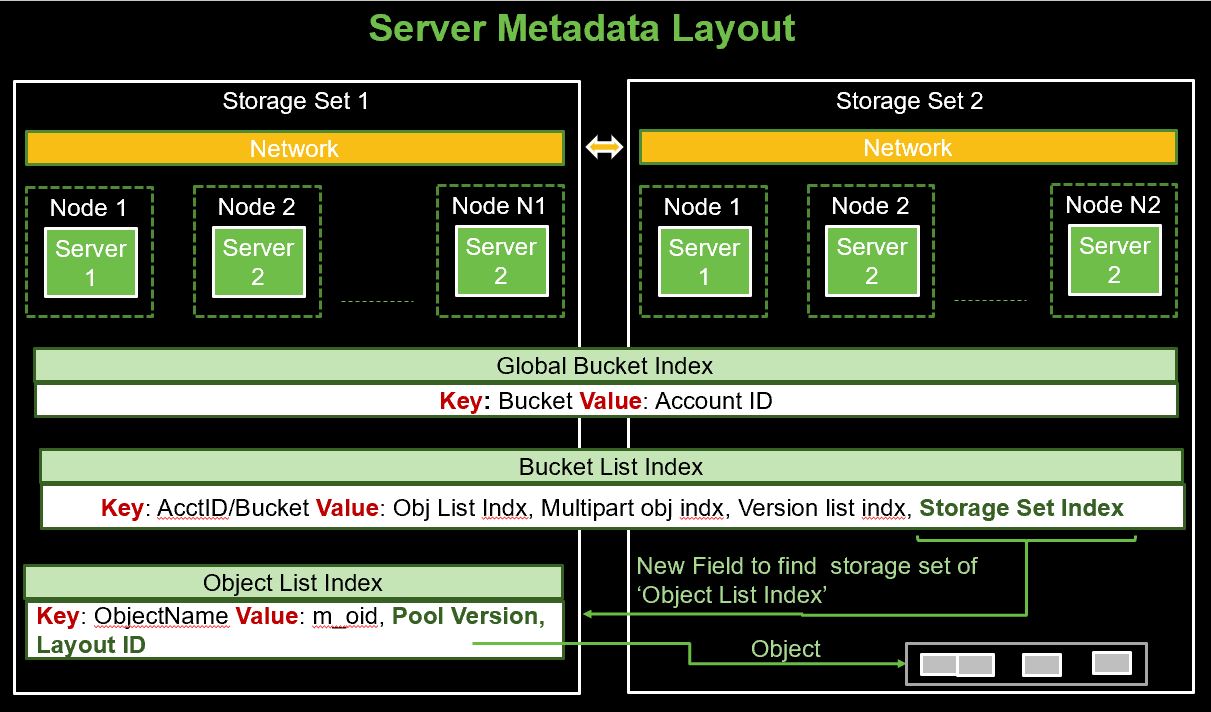 Server Metadata Layout
Storage Set 1
Network
Node 1
Server
1
Node 2
Server
2
Node N1
Server
2
Storage Set 2
Network
Node 1
Server
1
Node 2
Server
2
Node N2
Server
2
Global Bucket Index
Key: Bucket Value: Account ID
Bucket List Index
Key: AcctID/Bucket Value: Obj List Indx, Multipart obj indx, Version list indx, Storage Set Index
New Field to find storage set of
‘Object List Index’
Object List Index
Key: ObjectName Value: m_oid, Pool Version,
Layout ID
Object